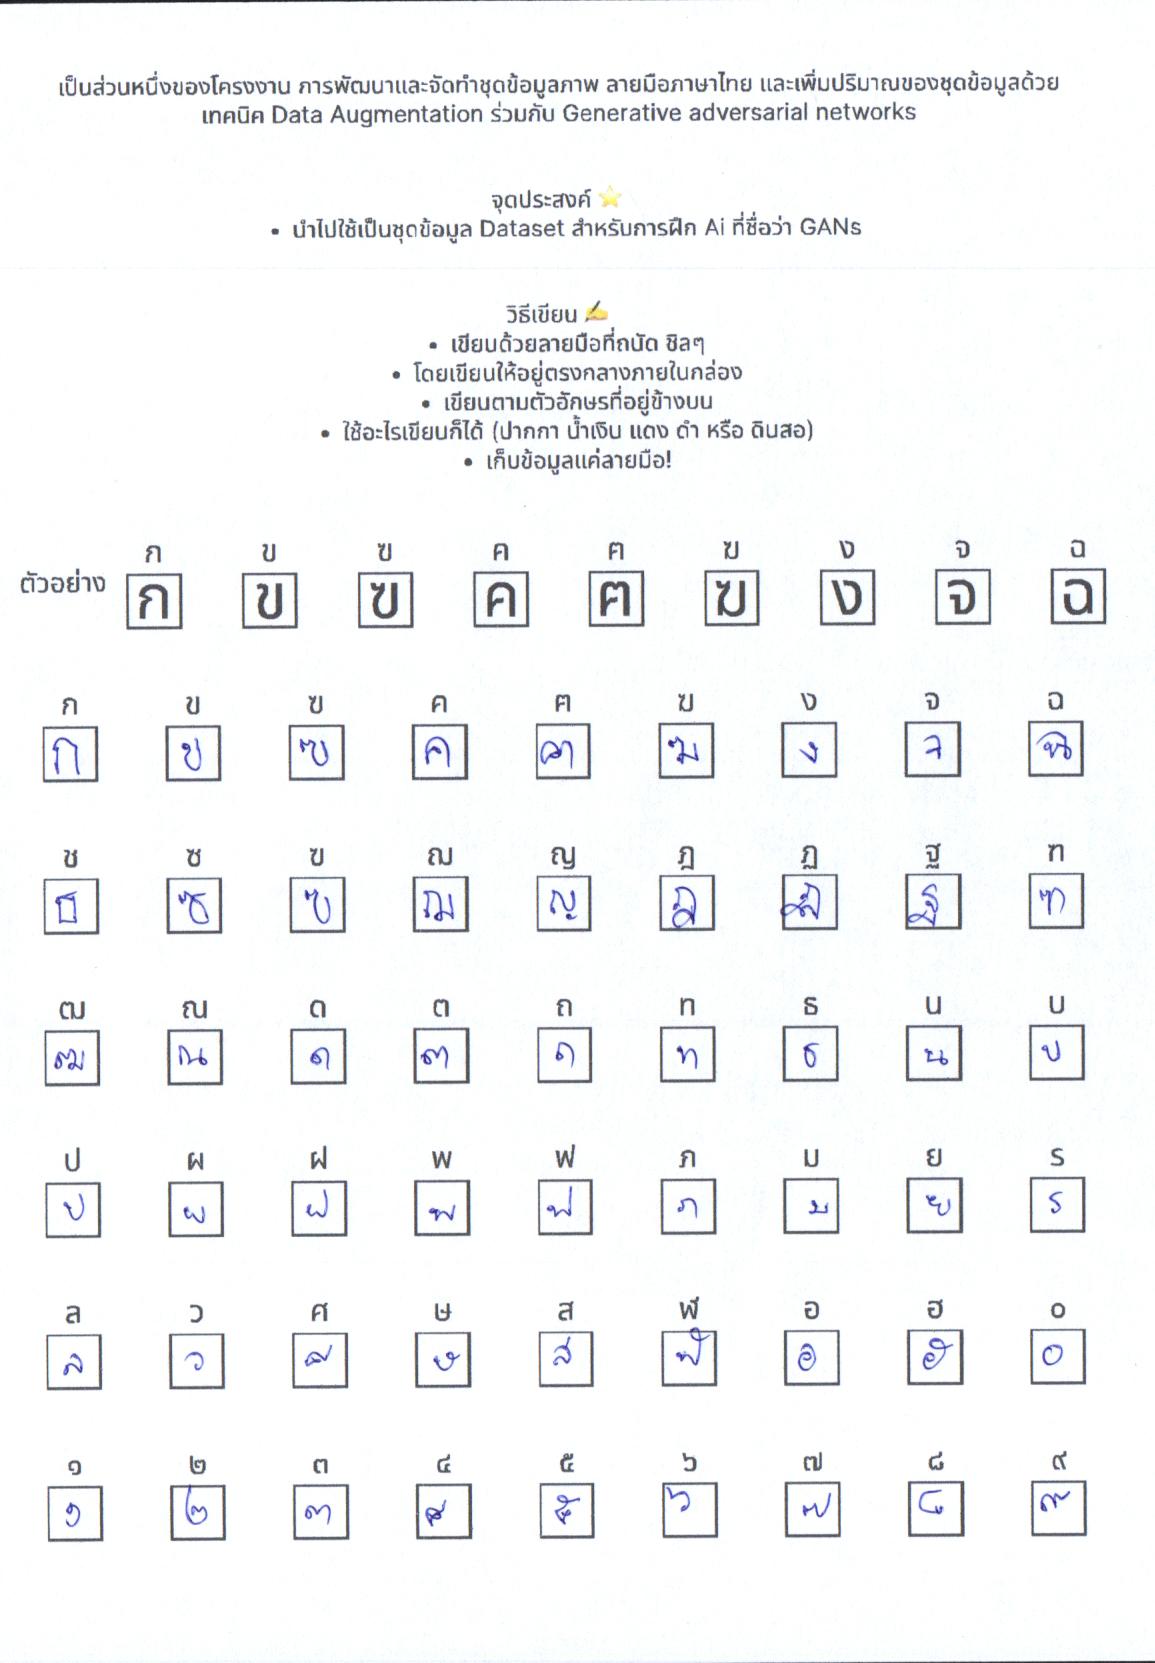 เป็นส่วนหนึ่งของโครงงาน การพัฒนาและจัดทำชุดข้อมูลภาพ ลายมือภาษาไทย และเพิ่มปริมาณของชุดข้อมูลด้วย
เทคนิค Data Augmentation ร่วมกับ Generative adversarial networks
จุดประสงค์ ⭐
• นำไปใช้เป็นชุดข้อมูล Dataset สำหรับการฝึก Ai ที่ชื่อว่า GANs
วิธีเขียน ✍️
• เขียนด้วยลายมือที่ถนัด ชิลๆ
• โดยเขียนให้อยู่ตรงกลางภายในกล่อง
• เขียนตามตัวอักษรที่อยู่ข้างบน
• ใช้อะไรเขียนก็ได้ (ปากกา น้ำเงิน แดง ดำ หรือ ดินสอ)
• เก็บข้อมูลแค่ลายมือ!
ก ข ฃ ค ฅ ฆ ง จ ฉ
ตัวอย่าง ก ข ฃ ค ฅ ฆ ง จ ฉ
ก ข ฃ ค ฅ ฆ ง จ ฉ
ก ข ฃ ค ฅ ฆ ง จ ฉ
ช ซ ฃ ฌ ญ ฎ ฏ ฐ ฑ
ช ซ ฃ ฌ ญ ฎ ฏ ฐ ฑ
ฒ ณ ด ต ถ ท ธ น บ
ฒ ณ ด ต ถ ท ธ น บ
ป ผ ฝ พ ฟ ภ ม ย ร
ป ผ ฝ พ ฟ ภ ม ย ร
ล ว ศ ษ ส ฬ อ ฮ ๐
ล ว ศ ษ ส ฬ อ ฮ ๐
๑ ๒ ๓ ๔ ๕ ๖ ๗ ๘ ๙
๑ ๒ ๓ ๔ ๕ ๖ ๗ ๘ ๙